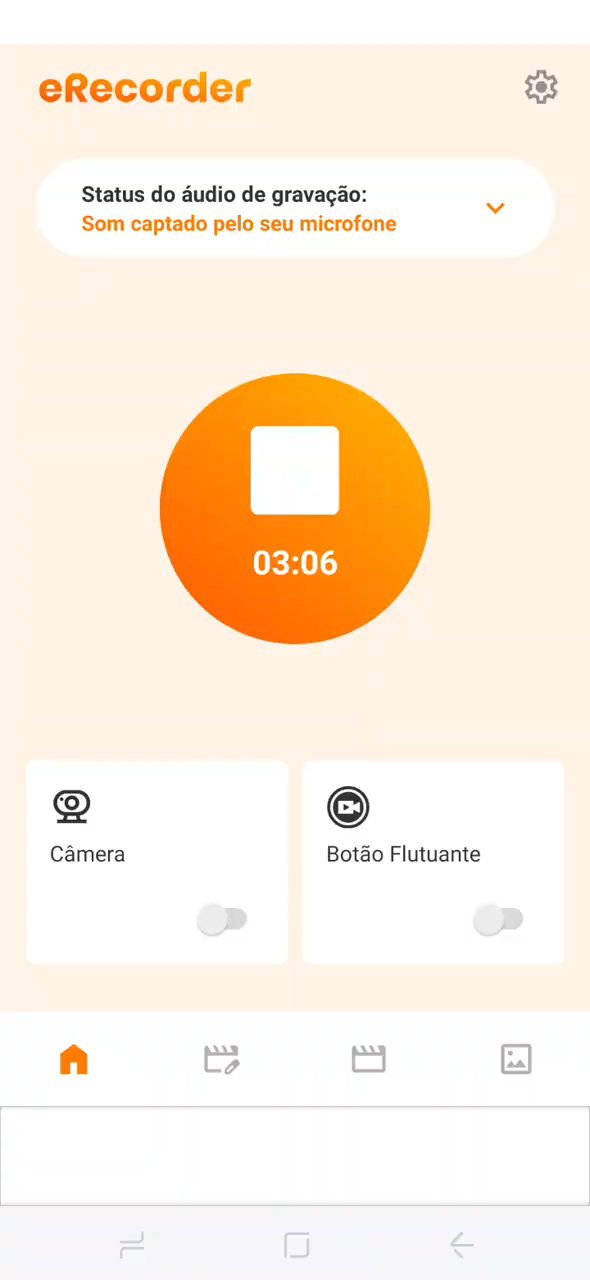 eRecorder
Status do áudio de gravação:
Som captado pelo seu microfone
03:06
Câmera
Botão Flutuante